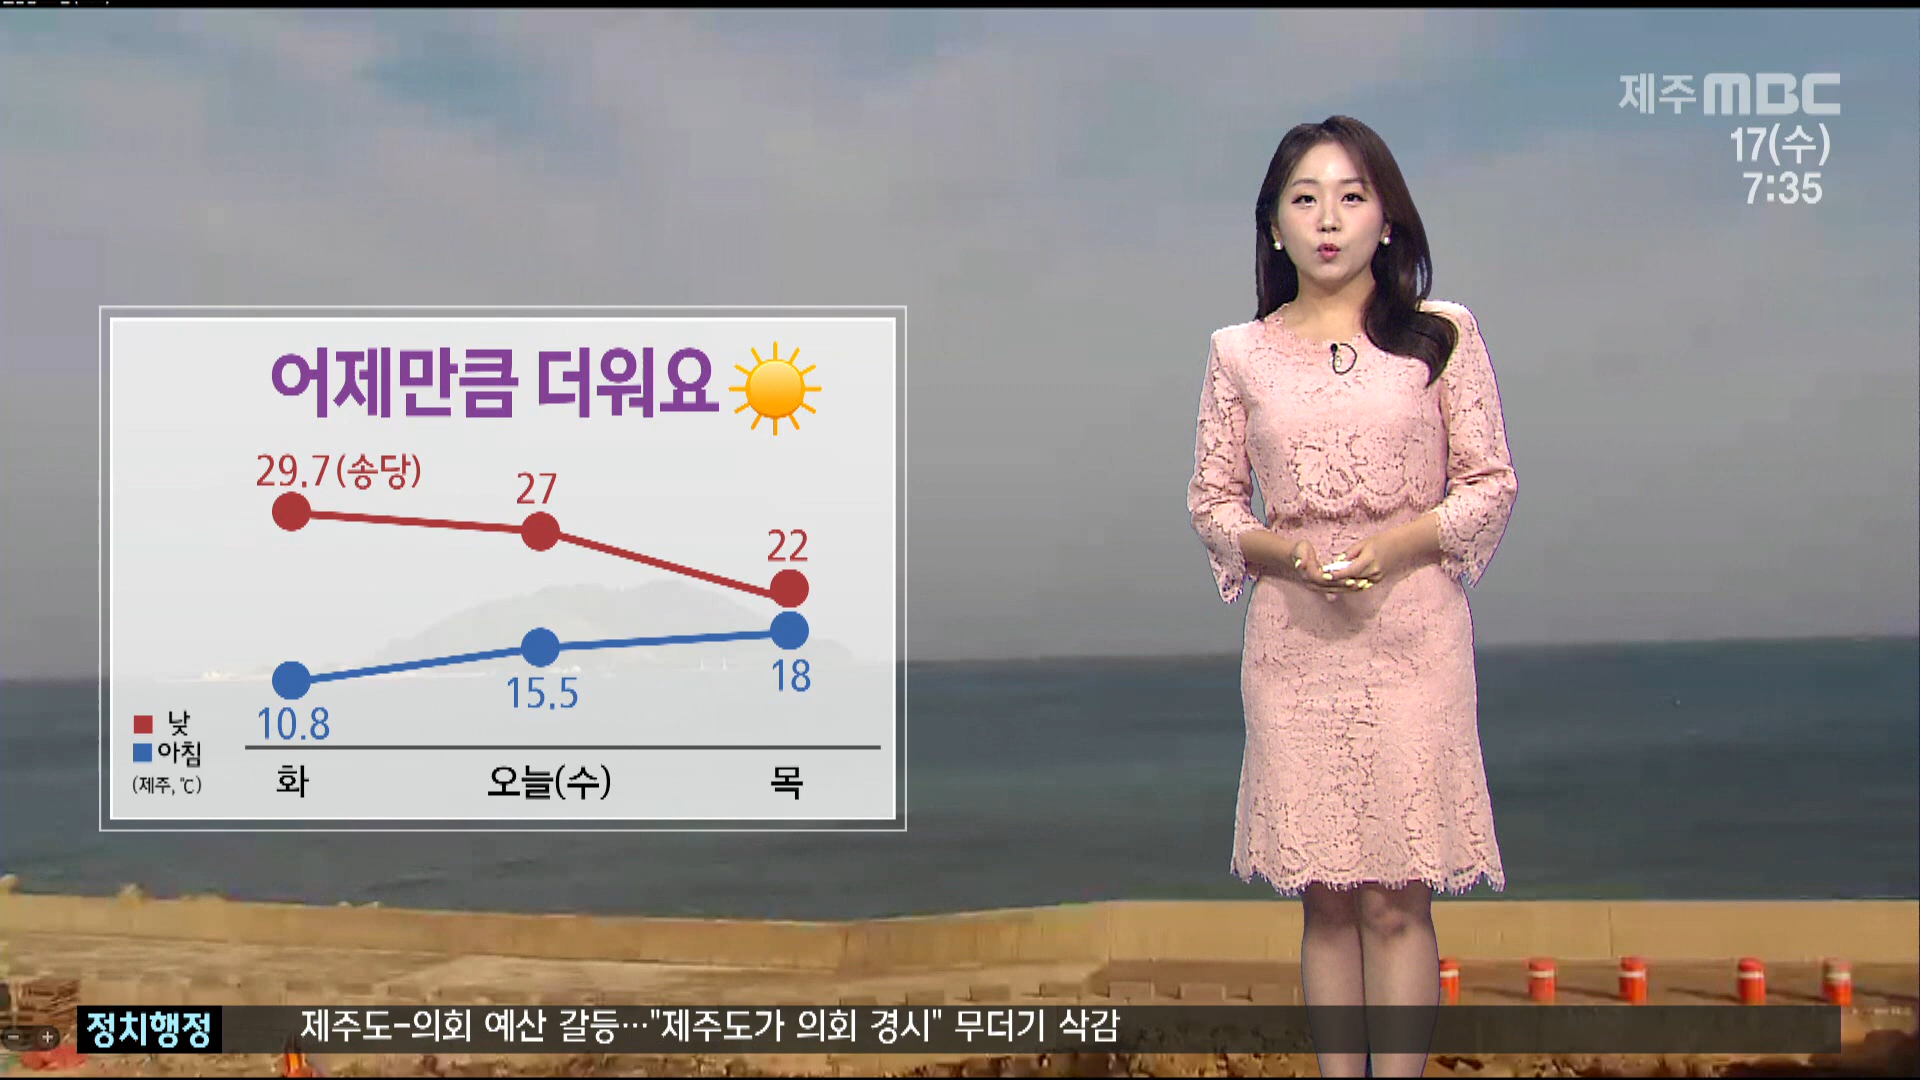 제주MBC
17(수)
7:35
어제만큼 더워요
29.7(송당)
27
22
10.8
15.5
18
낮
아침
(제주, ℃)
화
오늘(수)
목
정치행정
제주도-의회 예산 갈등…"제주도가 의회 경시" 무더기 삭감